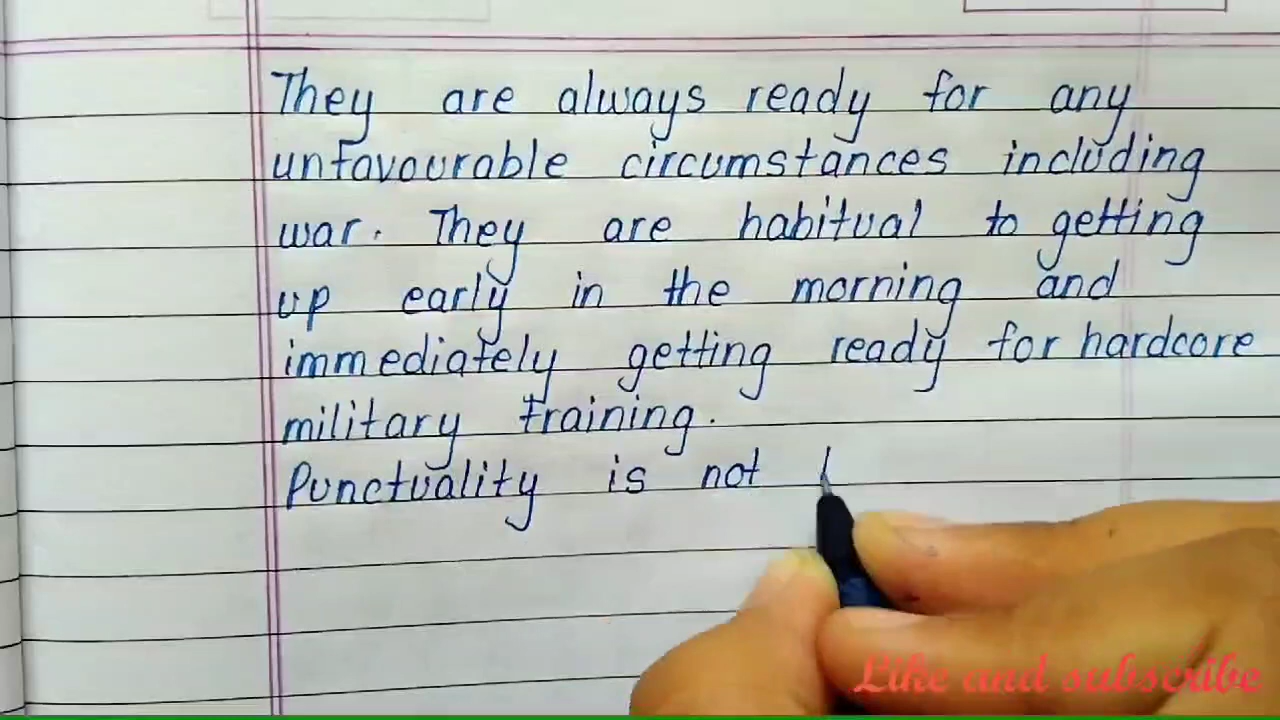 They are always ready for any
unfavourable circumstances including
war. They are habitual to getting
up early in the morning and
immediately getting ready for hardcore
military training.
Punctuality is not
Like and subscribe